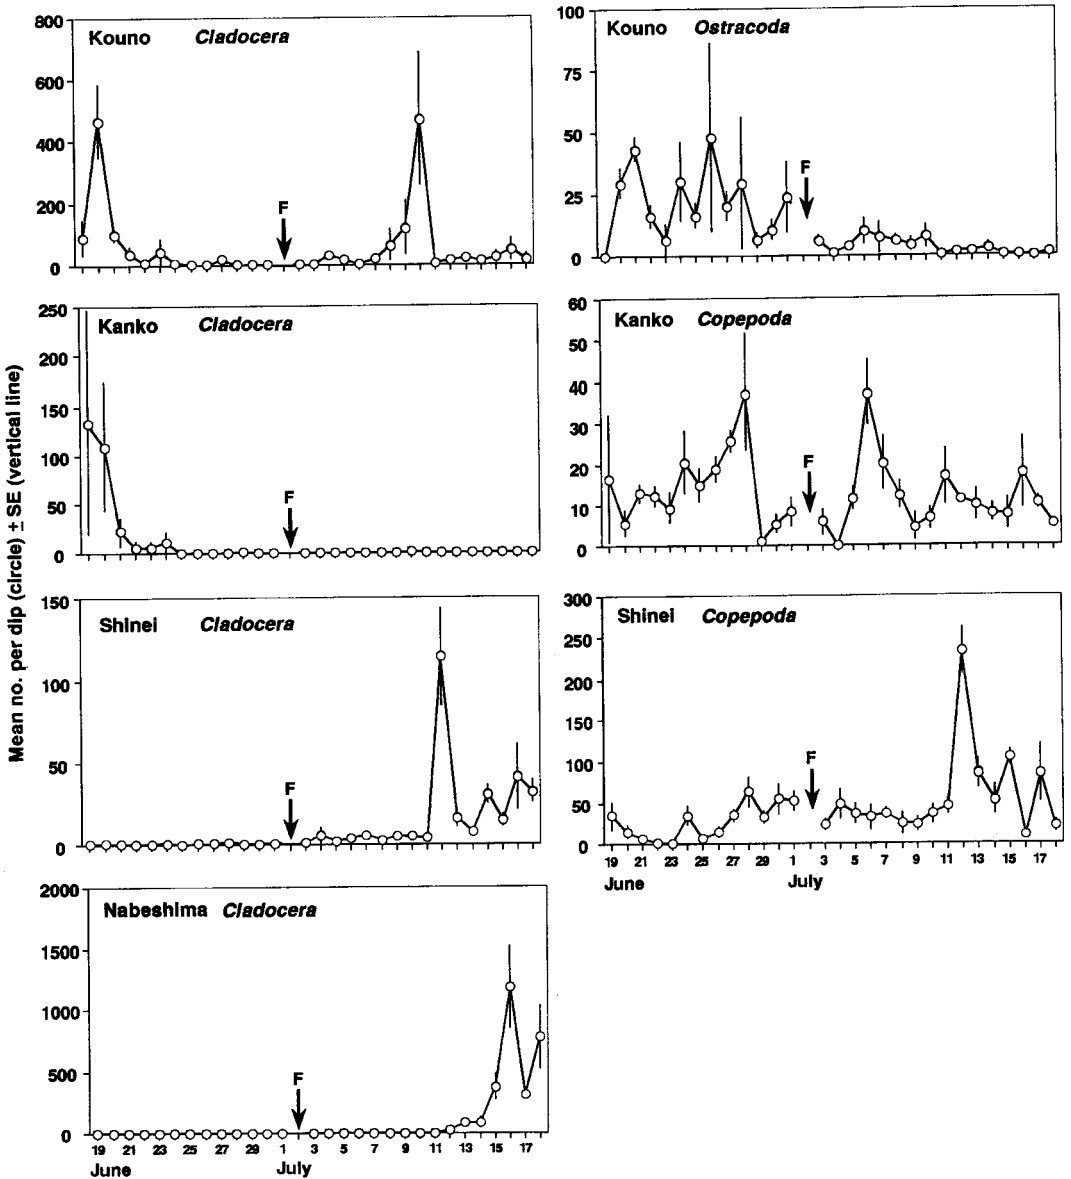 Mean no. per dip (circle) ± SE (vertical line)
Kouno Cladocera
800
600
400
200
0
F
Kouno Ostracoda
100
75
50
25
0
F
Kanko Cladocera
250
200
150
100
50
0
F
Kanko Copepoda
60
50
40
30
20
10
0
F
Shinei Cladocera
150
100
50
0
F
Shinei Copepoda
300
250
200
150
100
50
0
F
19 21 23 25 27 29 1 3 5 7 9 11 13 15 17
June July
Nabeshima Cladocera
2000
1500
1000
500
0
F
19 21 23 25 27 29 1 3 5 7 9 11 13 15 17
June July